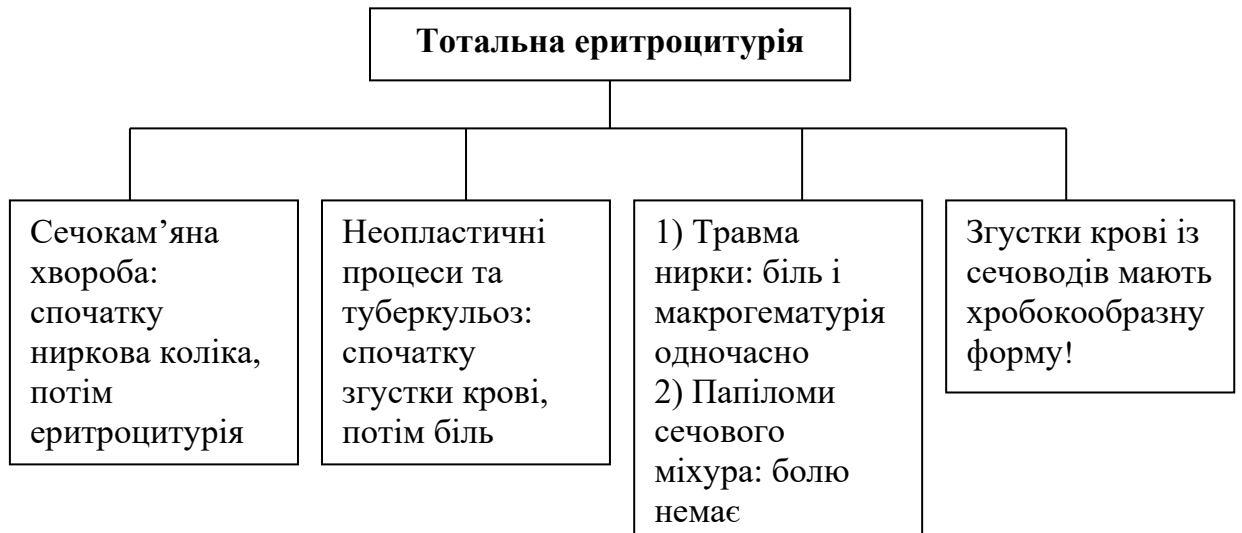 Тотальна еритроцитурія
Сечокам’яна
хвороба:
спочатку
ниркова коліка,
потім
еритроцитурія
Неопластичні
процеси та
туберкульоз:
спочатку
згустки крові,
потім біль
1) Травма
нирки: біль і
макрогематурія
одночасно
2) Папіломи
сечового
міхура: болю
немає
Згустки крові із
сечоводів мають
хробокообразну
форму!